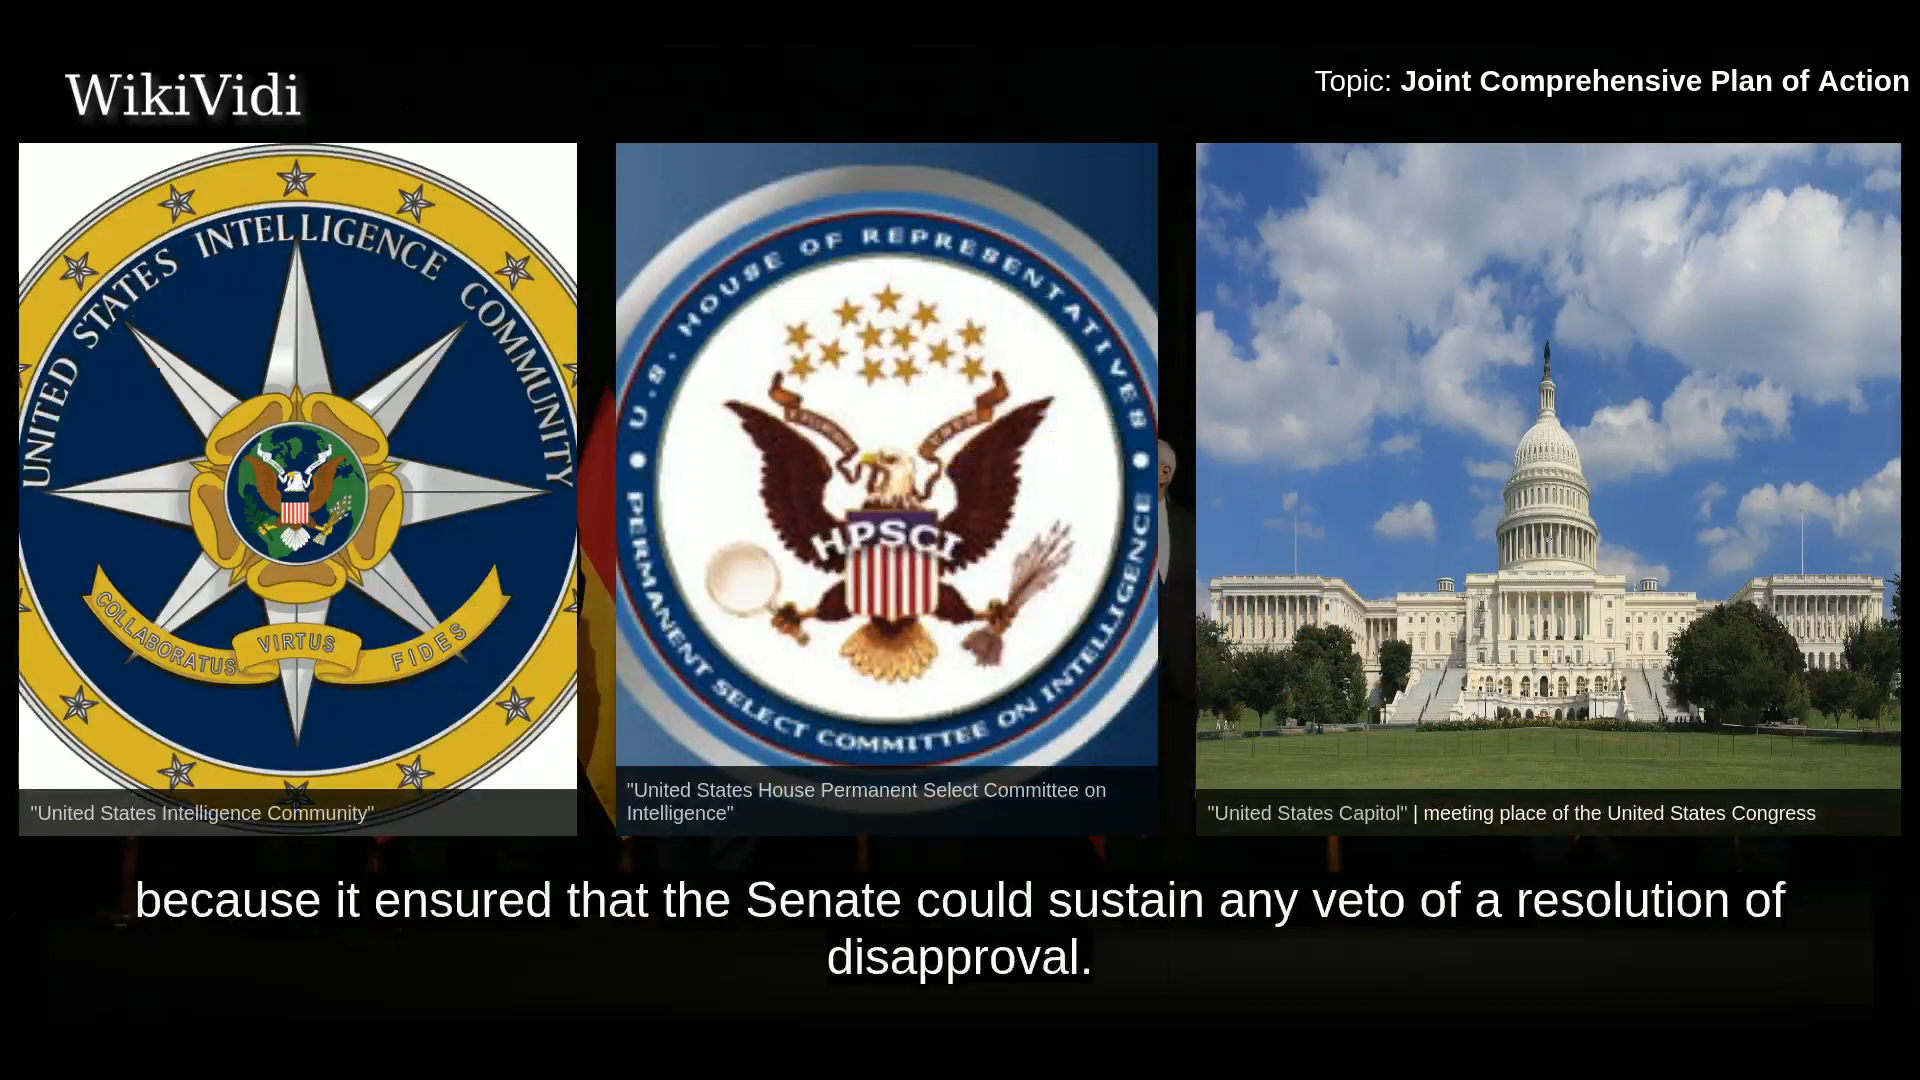 WikiVidi
Topic: Joint Comprehensive Plan of Action
UNITED STATES INTELLIGENCE COMMUNITY
COLLABORATUS VIRTUS FIDES
"United States Intelligence Community"
U.S. HOUSE OF REPRESENTATIVES
HPSCI
PERMANENT SELECT COMMITTEE ON INTELLIGENCE
"United States House Permanent Select Committee on
Intelligence"
"United States Capitol" | meeting place of the United States Congress
because it ensured that the Senate could sustain any veto of a resolution of
disapproval.